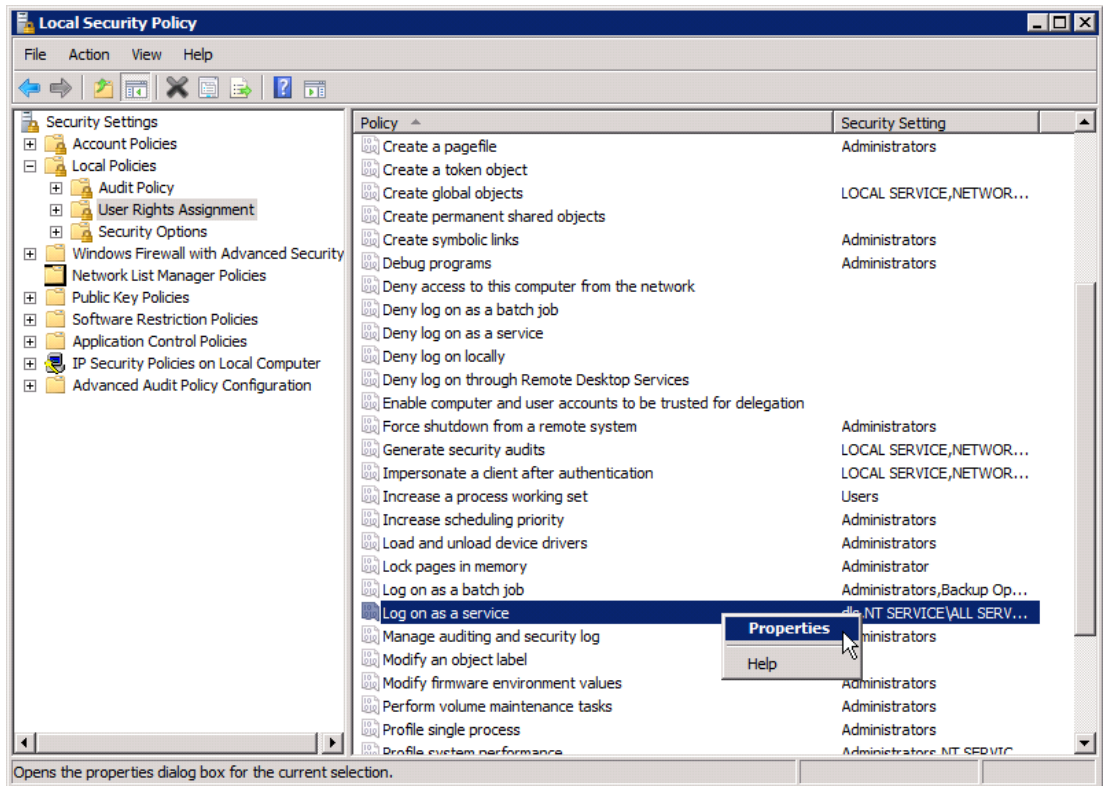 Local Security Policy
File Action View Help
Security Settings
Account Policies
Local Policies
Audit Policy
User Rights Assignment
Security Options
Windows Firewall with Advanced Security
Network List Manager Policies
Public Key Policies
Software Restriction Policies
Application Control Policies
IP Security Policies on Local Computer
Advanced Audit Policy Configuration
Policy Security Setting
Create a pagefile Administrators
Create a token object
Create global objects LOCAL SERVICE,NETWOR...
Create permanent shared objects
Create symbolic links Administrators
Debug programs Administrators
Deny access to this computer from the network
Deny log on as a batch job
Deny log on as a service
Deny log on locally
Deny log on through Remote Desktop Services
Enable computer and user accounts to be trusted for delegation
Force shutdown from a remote system Administrators
Generate security audits LOCAL SERVICE,NETWOR...
Impersonate a client after authentication LOCAL SERVICE,NETWOR...
Increase a process working set Users
Increase scheduling priority Administrators
Load and unload device drivers Administrators
Lock pages in memory Administrator
Log on as a batch job Administrators,Backup Op...
Log on as a service NT SERVICE\ALL SERV...
Properties
Help
Manage auditing and security log ministrators
Modify an object label
Modify firmware environment values Administrators
Perform volume maintenance tasks Administrators
Profile single process Administrators
Profile system performance Administrators,NT SERVIC
Opens the properties dialog box for the current selection.